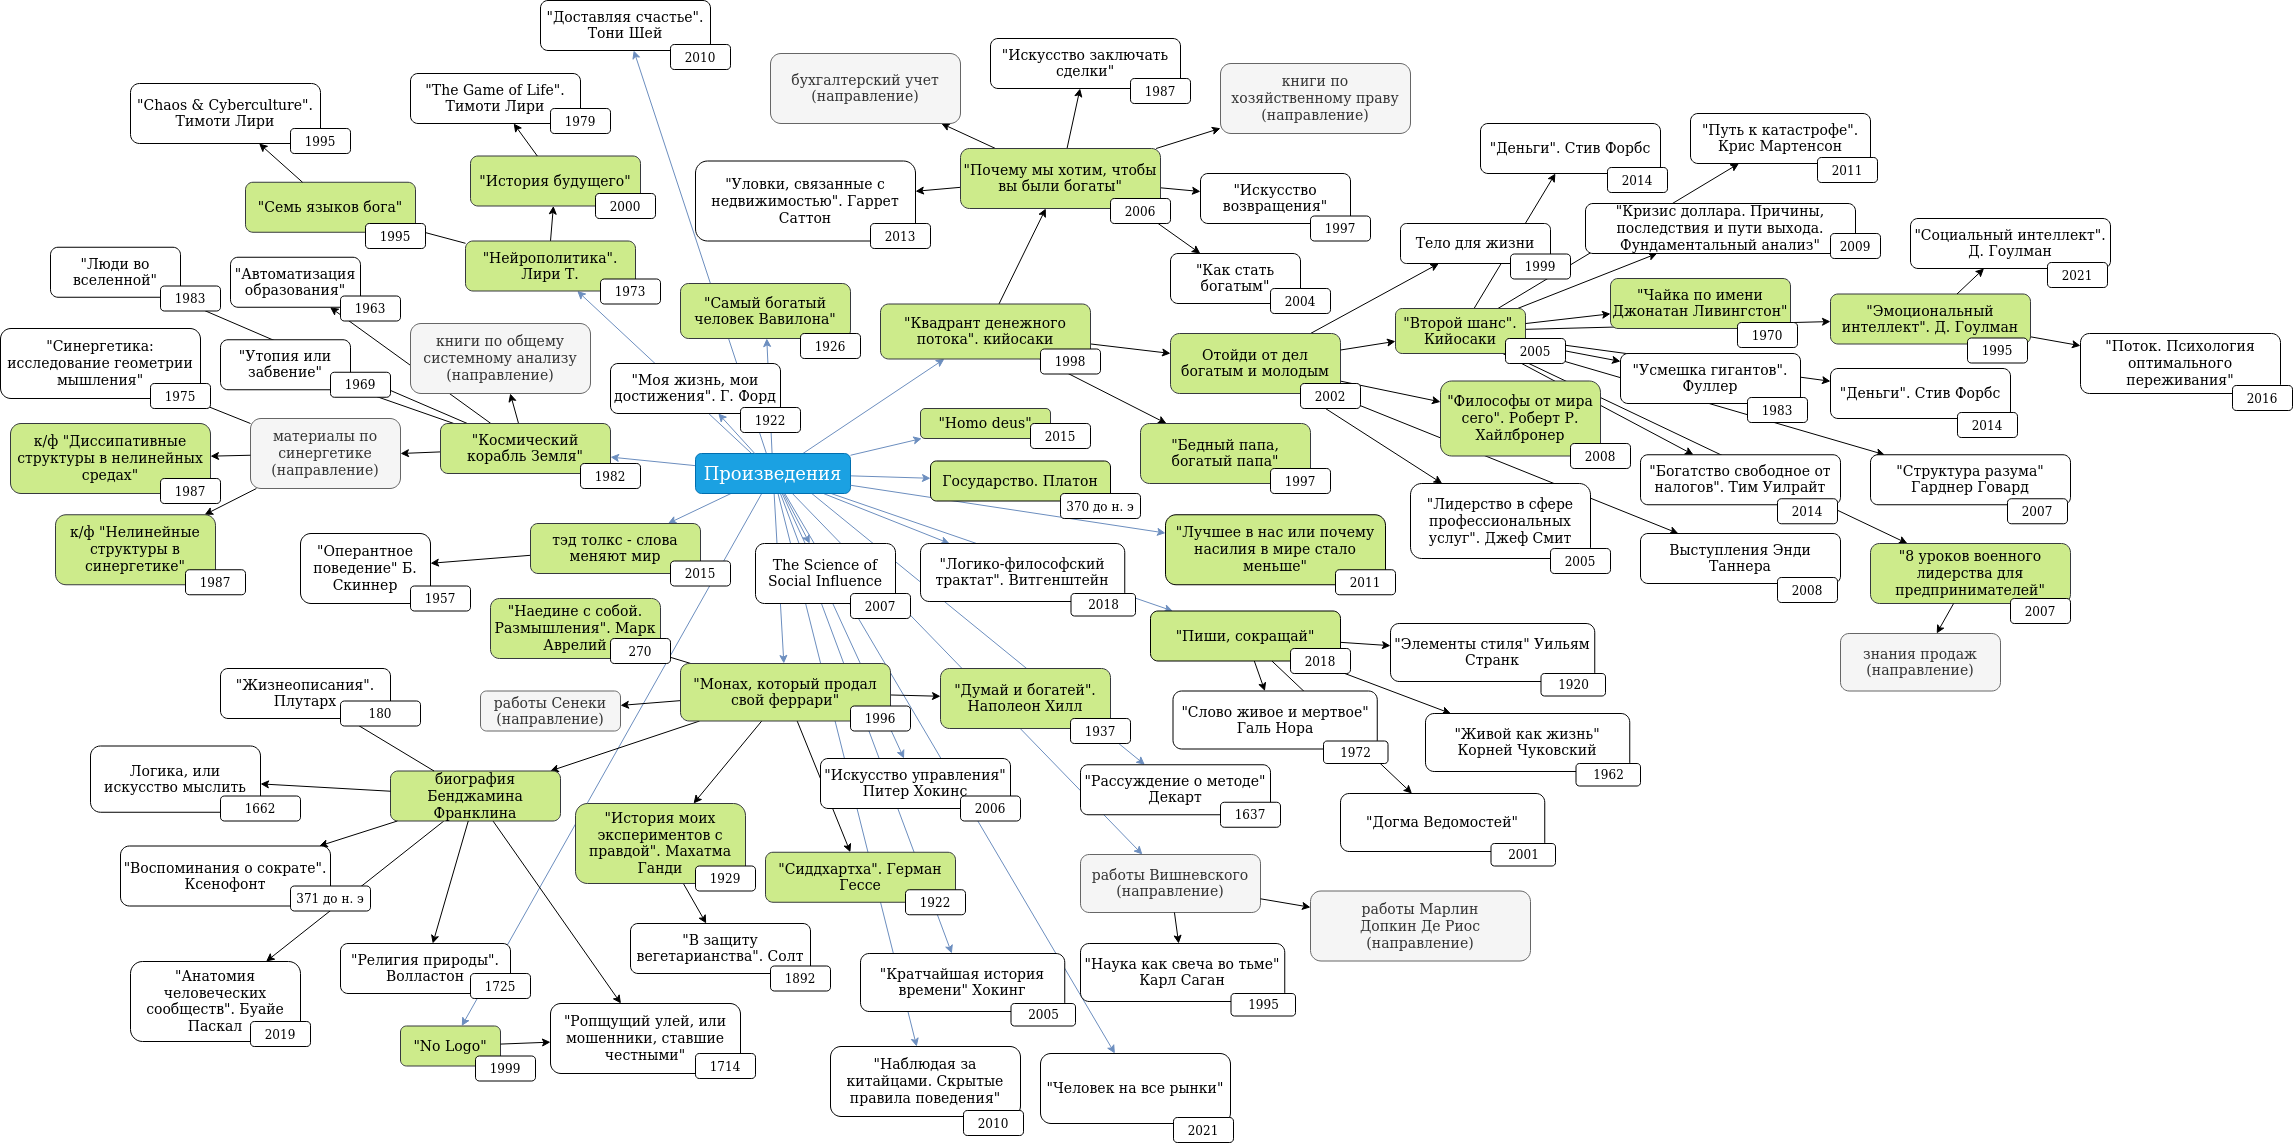 "Доставляя счастье".
Тони Шей
2010
"Chaos & Cyberculture".
Тимоти Лири
1995
"The Game of Life".
Тимоти Лири
1979
бухгалтерский учет
(направление)
"Искусство заключать
сделки"
1987
книги по
хозяйственному праву
(направление)
"Деньги". Стив Форбс
2014
"Путь к катастрофе".
Крис Мартенсон
2011
"Семь языков бога"
1995
"История будущего"
2000
"Уловки, связанные с
недвижимостью". Гаррет
Саттон
2013
"Почему мы хотим, чтобы
вы были богаты"
2006
"Искусство
возвращения"
1997
Тело для жизни
1999
"Кризис доллара. Причины,
последствия и пути выхода.
Фундаментальный анализ"
2009
"Социальный интеллект".
Д. Гоулман
2021
"Люди во
вселенной"
1983
"Автоматизация
образования"
1963
"Нейрополитика".
Лири Т.
1973
"Самый богатый
человек Вавилона"
1926
"Как стать
богатым"
2004
"Квадрант денежного
потока". кийосаки
1998
Отойди от дел
богатым и молодым
2002
"Второй шанс".
Кийосаки
2005
"Чайка по имени
Джонатан Ливингстон"
1970
"Эмоциональный
интеллект". Д. Гоулман
1995
"Поток. Психология
оптимального
переживания"
2016
"Синергетика:
исследование геометрии
мышления"
1975
"Утопия или
забвение"
1969
книги по общему
системному анализу
(направление)
"Моя жизнь, мои
достижения". Г. Форд
1922
"Усмешка гигантов".
Фуллер
1983
"Деньги". Стив Форбс
2014
к/ф "Диссипативные
структуры в нелинейных
средах"
1987
материалы по
синергетике
(направление)
"Космический
корабль Земля"
1982
Произведения
"Homo deus"
2015
"Бедный папа,
богатый папа"
1997
"Философы от мира
сего". Роберт Р.
Хайлбронер
2008
"Богатство свободное от
налогов". Тим Уилрайт
2014
"Структура разума"
Гарднер Говард
2007
Государство. Платон
370 до н. э
"Лидерство в сфере
профессиональных
услуг". Джеф Смит
2005
к/ф "Нелинейные
структуры в
синергетике"
1987
"Оперантное
поведение" Б.
Скиннер
1957
тэд толкс - слова
меняют мир
2015
The Science of
Social Influence
2007
"Логико-философский
трактат". Витгенштейн
2018
"Лучшее в нас или почему
насилия в мире стало
меньше"
2011
Выступления Энди
Таннера
2008
"8 уроков военного
лидерства для
предпринимателей"
2007
"Наедине с собой.
Размышления". Марк
Аврелий
270
"Пиши, сокращай"
2018
"Элементы стиля" Уильям
Странк
1920
знания продаж
(направление)
"Жизнеописания".
Плутарх
180
работы Сенеки
(направление)
"Монах, который продал
свой феррари"
1996
"Думай и богатей".
Наполеон Хилл
1937
"Слово живое и мертвое"
Галь Нора
1972
"Живой как жизнь"
Корней Чуковский
1962
Логика, или
искусство мыслить
1662
биография
Бенджамина
Франклина
"Искусство управления"
Питер Хокинс
2006
"Рассуждение о методе"
Декарт
1637
"Догма Ведомостей"
2001
"Воспоминания о сократе".
Ксенофонт
371 до н. э
"История моих
экспериментов с
правдой". Махатма
Ганди
1929
"Сиддхартха". Герман
Гессе
1922
работы Вишневского
(направление)
работы Марлин
Допкин Де Риос
(направление)
"Анатомия
человеческих
сообществ". Буайе
Паскал
2019
"Религия природы".
Волластон
1725
"В защиту
вегетарианства". Солт
1892
"Кратчайшая история
времени" Хокинг
2005
"Наука как свеча во тьме"
Карл Саган
1995
"No Logo"
1999
"Ропщущий улей, или
мошенники, ставшие
честными"
1714
"Наблюдая за
китайцами. Скрытые
правила поведения"
2010
"Человек на все рынки"
2021